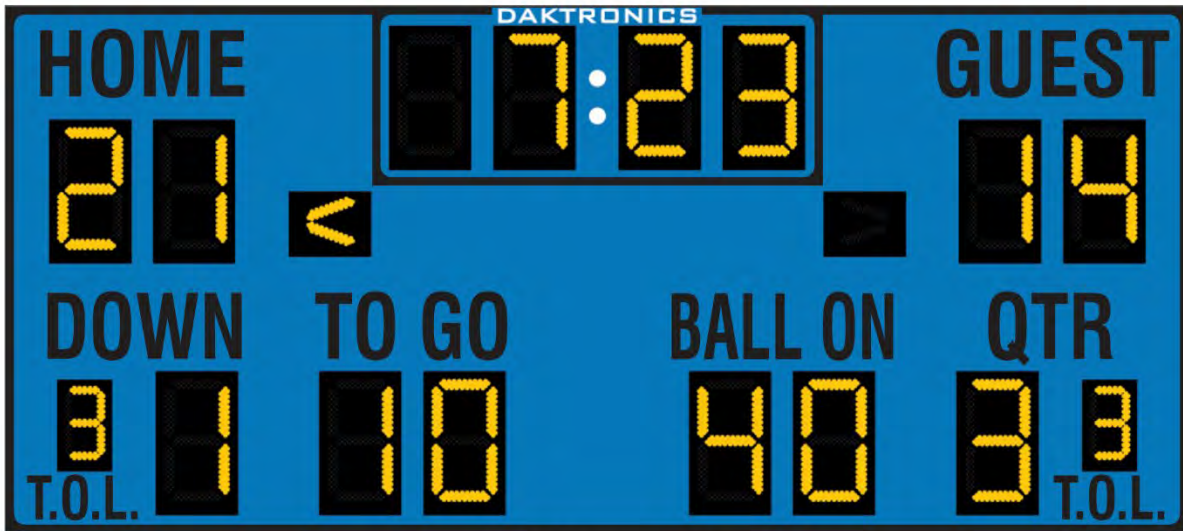 DAKTRONICS
HOME 7:23 GUEST
21 < > 14
DOWN TO GO BALL ON QTR
3 1 10 40 3 3
T.O.L. T.O.L.